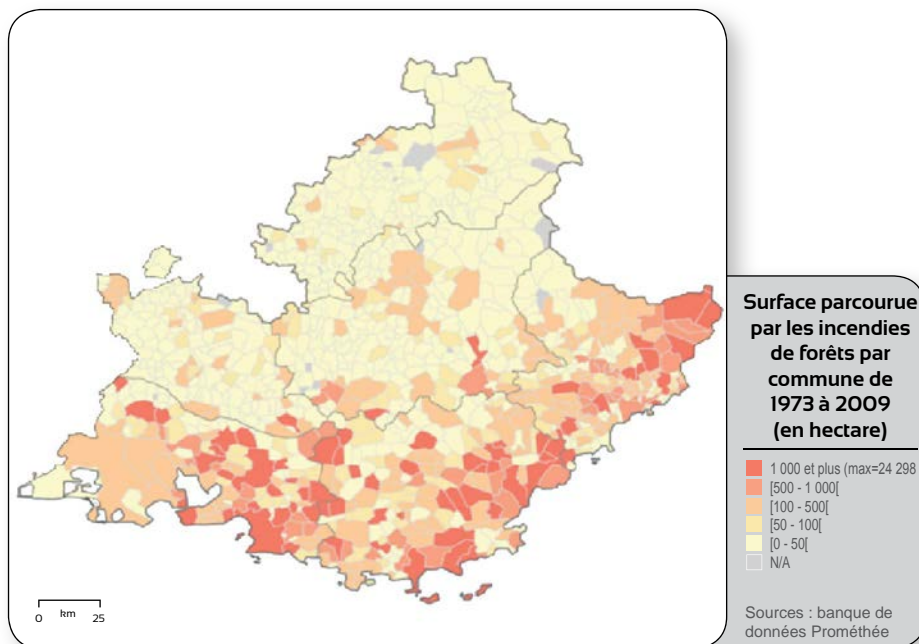 Surface parcourue
par les incendies
de forêts par
commune de
1973 à 2009
(en hectare)
1 000 et plus (max=24 298
[500 - 1 000[
[100 - 500[
[50 - 100[
[0 - 50[
N/A
Sources : banque de
données Prométhée
km
0 25